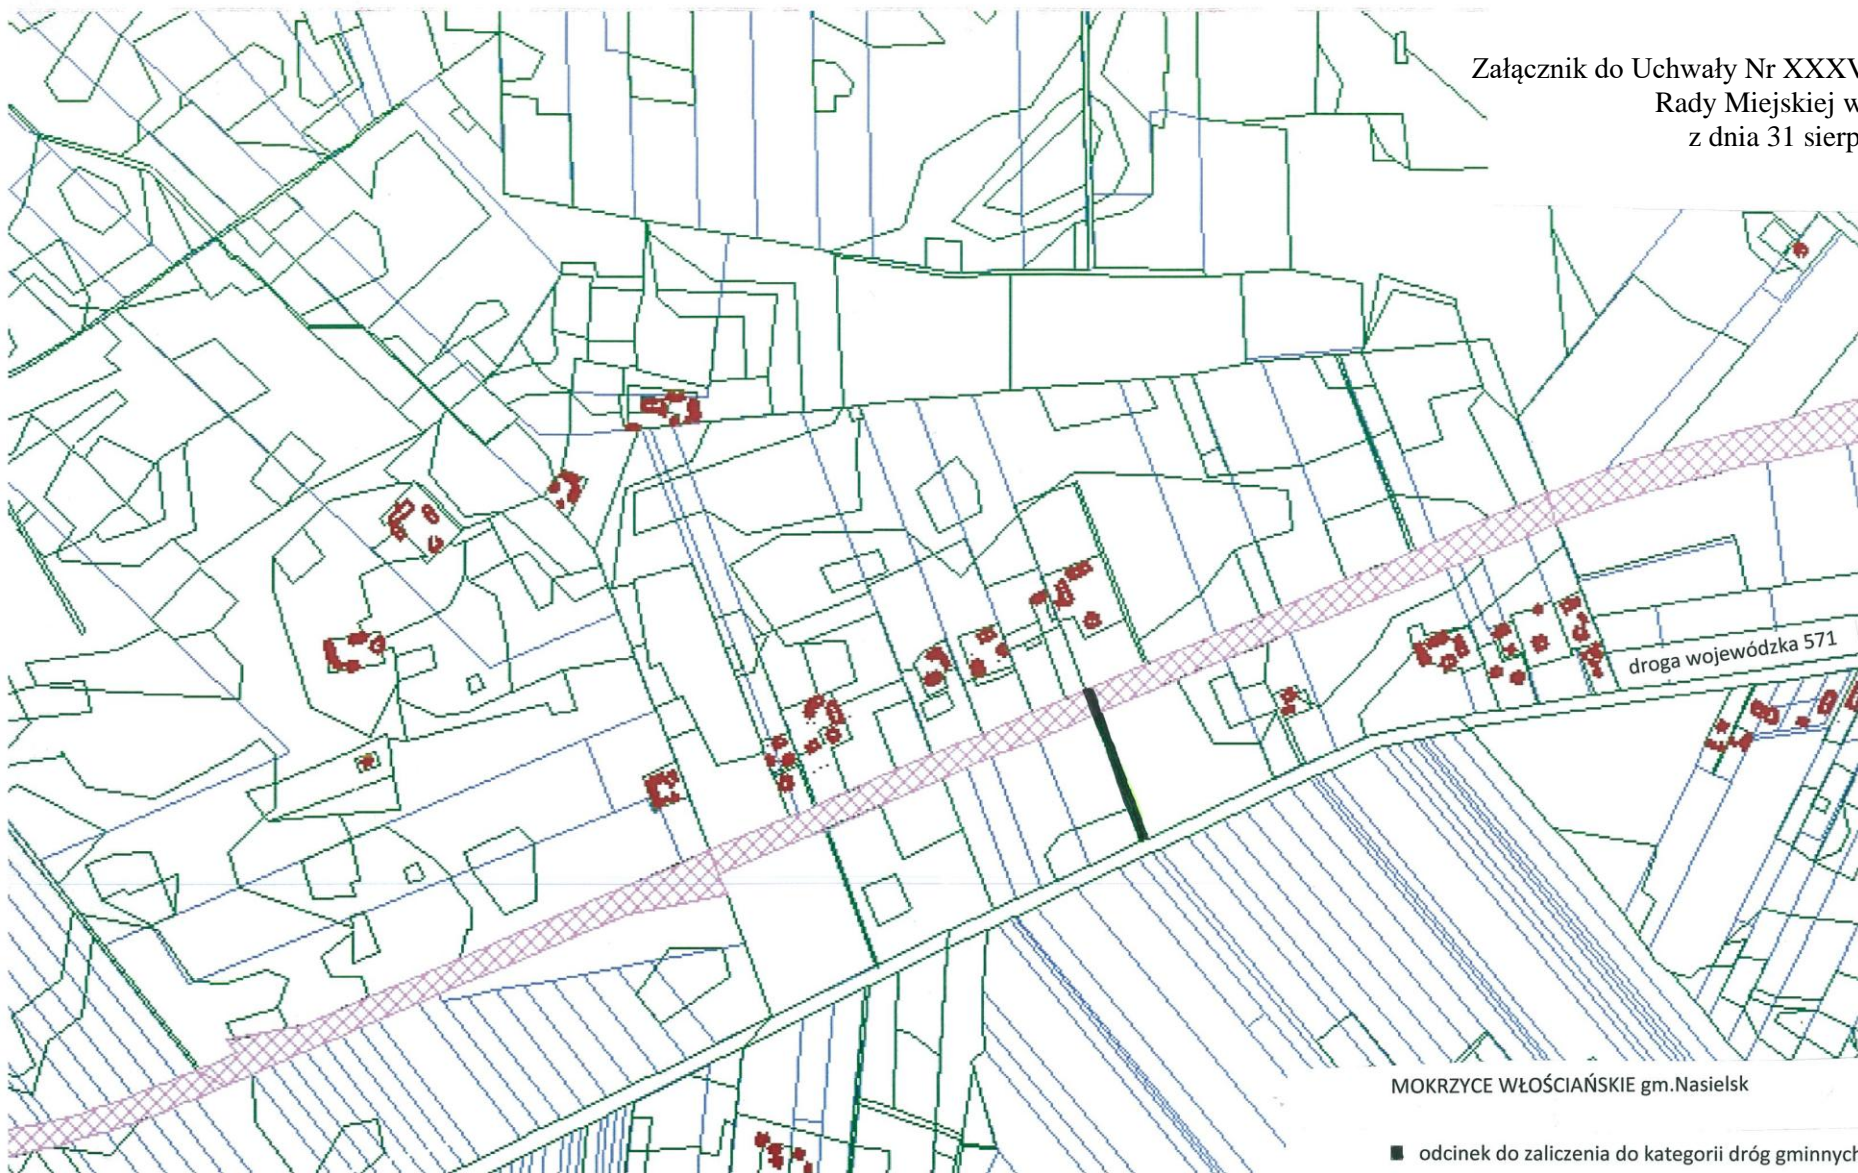 Załącznik do Uchwały Nr XXXV
Rady Miejskiej w
z dnia 31 sierp
droga wojewódzka 571
MOKRZYCE WŁOŚCIAŃSKIE gm.Nasielsk
odcinek do zaliczenia do kategorii dróg gminnych